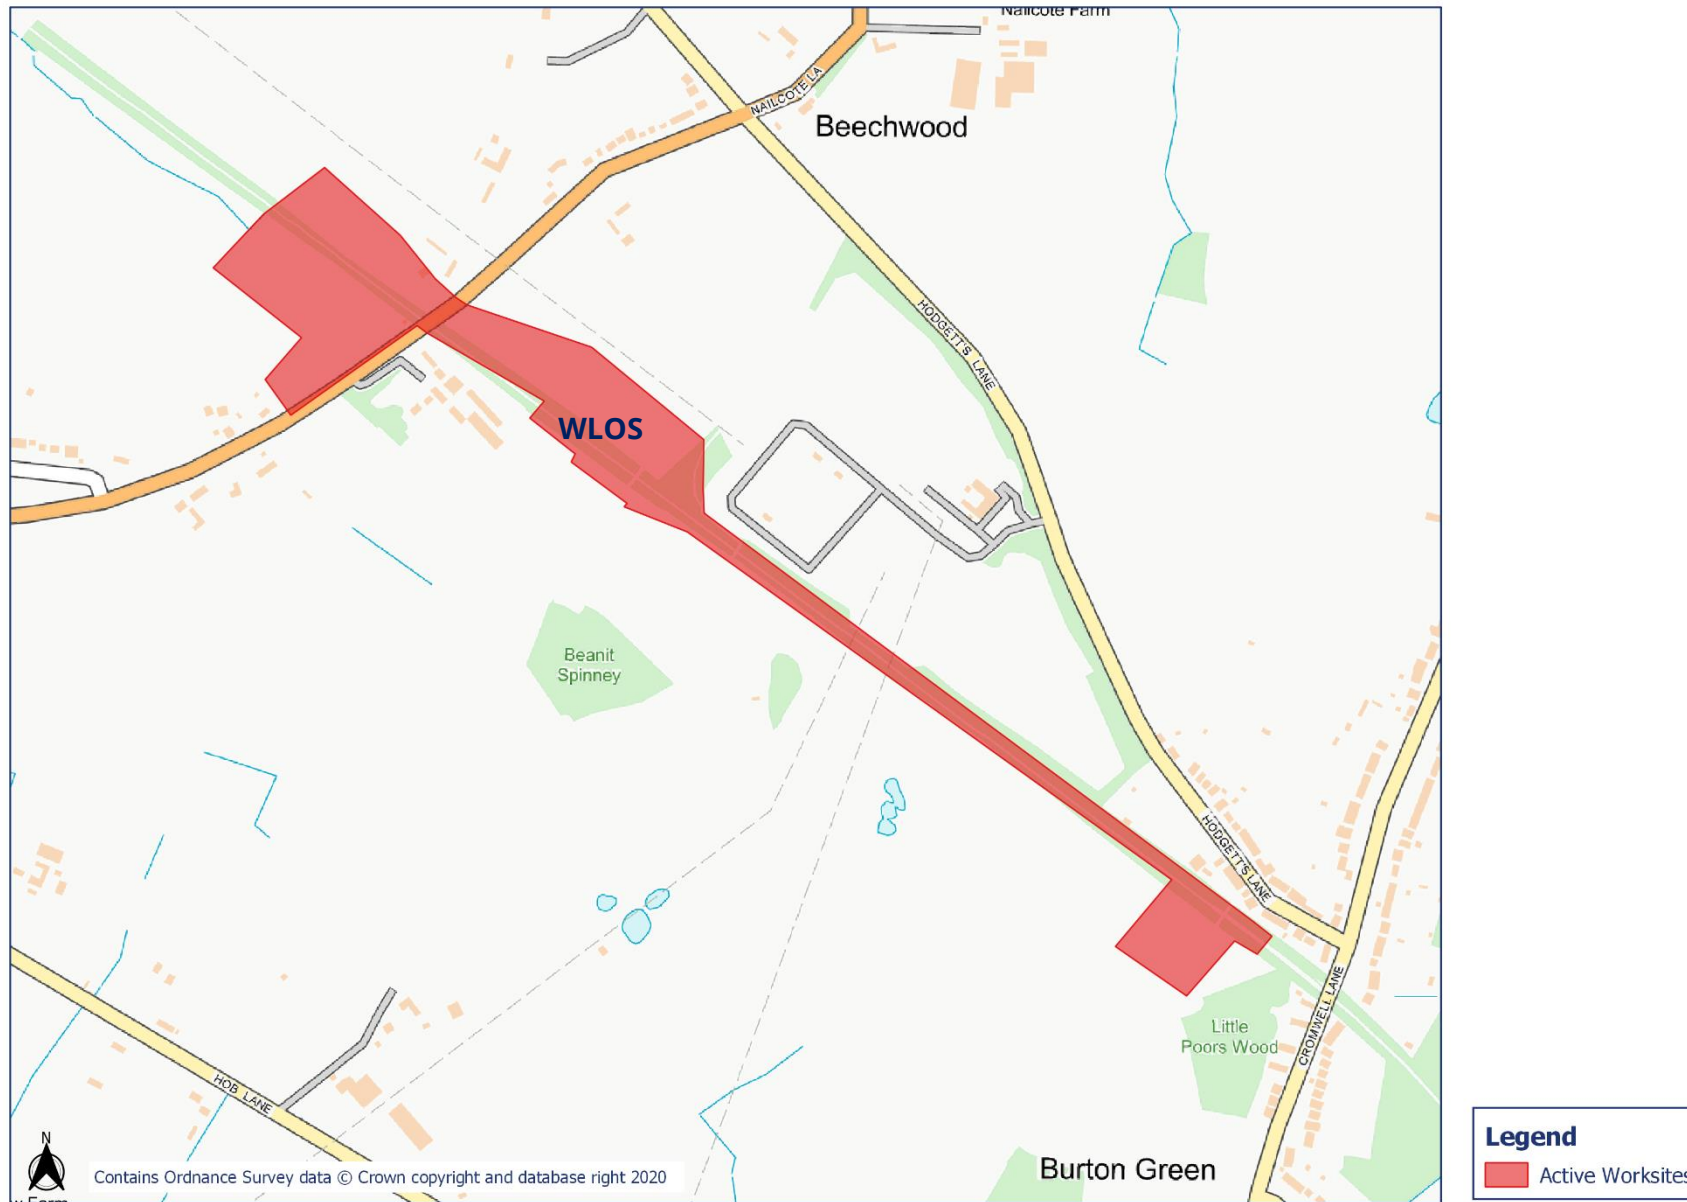 Nailcote Farm
NAILCOTE LA
Beechwood
HODGETT'S LANE
WLOS
Beanit
Spinney
HODGETT'S LANE
CROMWELL LANE
Little
Poors Wood
HOB LANE
Burton Green
N
Contains Ordnance Survey data © Crown copyright and database right 2020
w Farm
Legend
Active Worksites